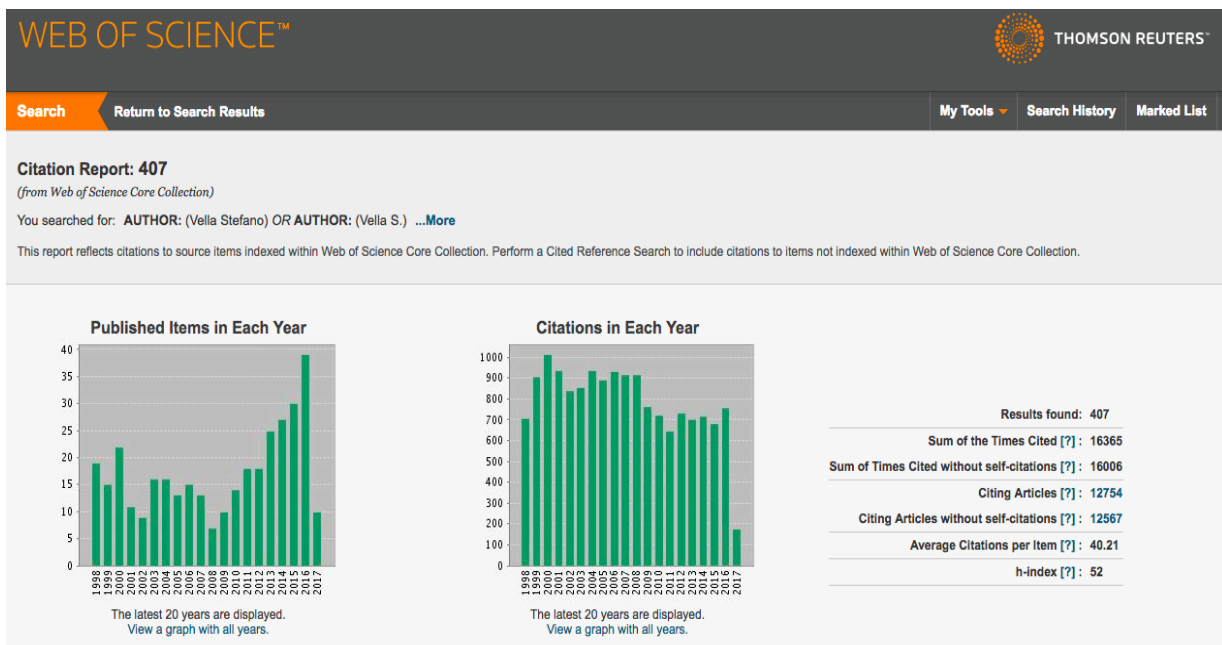 WEB OF SCIENCE™
THOMSON REUTERS™
Search
Return to Search Results
My Tools
Search History
Marked List
Citation Report: 407
(from Web of Science Core Collection)
You searched for: AUTHOR: (Vella Stefano) OR AUTHOR: (Vella S.) ...More
This report reflects citations to source items indexed within Web of Science Core Collection. Perform a Cited Reference Search to include citations to items not indexed within Web of Science Core Collection.
Published Items in Each Year
40
35
30
25
20
15
10
5
0
1998
1999
2000
2001
2002
2003
2004
2005
2006
2007
2008
2009
2010
2011
2012
2013
2014
2015
2016
2017
The latest 20 years are displayed.
View a graph with all years.
Citations in Each Year
1000
900
800
700
600
500
400
300
200
100
0
1998
1999
2000
2001
2002
2003
2004
2005
2006
2007
2008
2009
2010
2011
2012
2013
2014
2015
2016
2017
The latest 20 years are displayed.
View a graph with all years.
Results found: 407
Sum of the Times Cited [?] : 16365
Sum of Times Cited without self-citations [?] : 16006
Citing Articles [?] : 12754
Citing Articles without self-citations [?] : 12567
Average Citations per Item [?] : 40.21
h-index [?] : 52